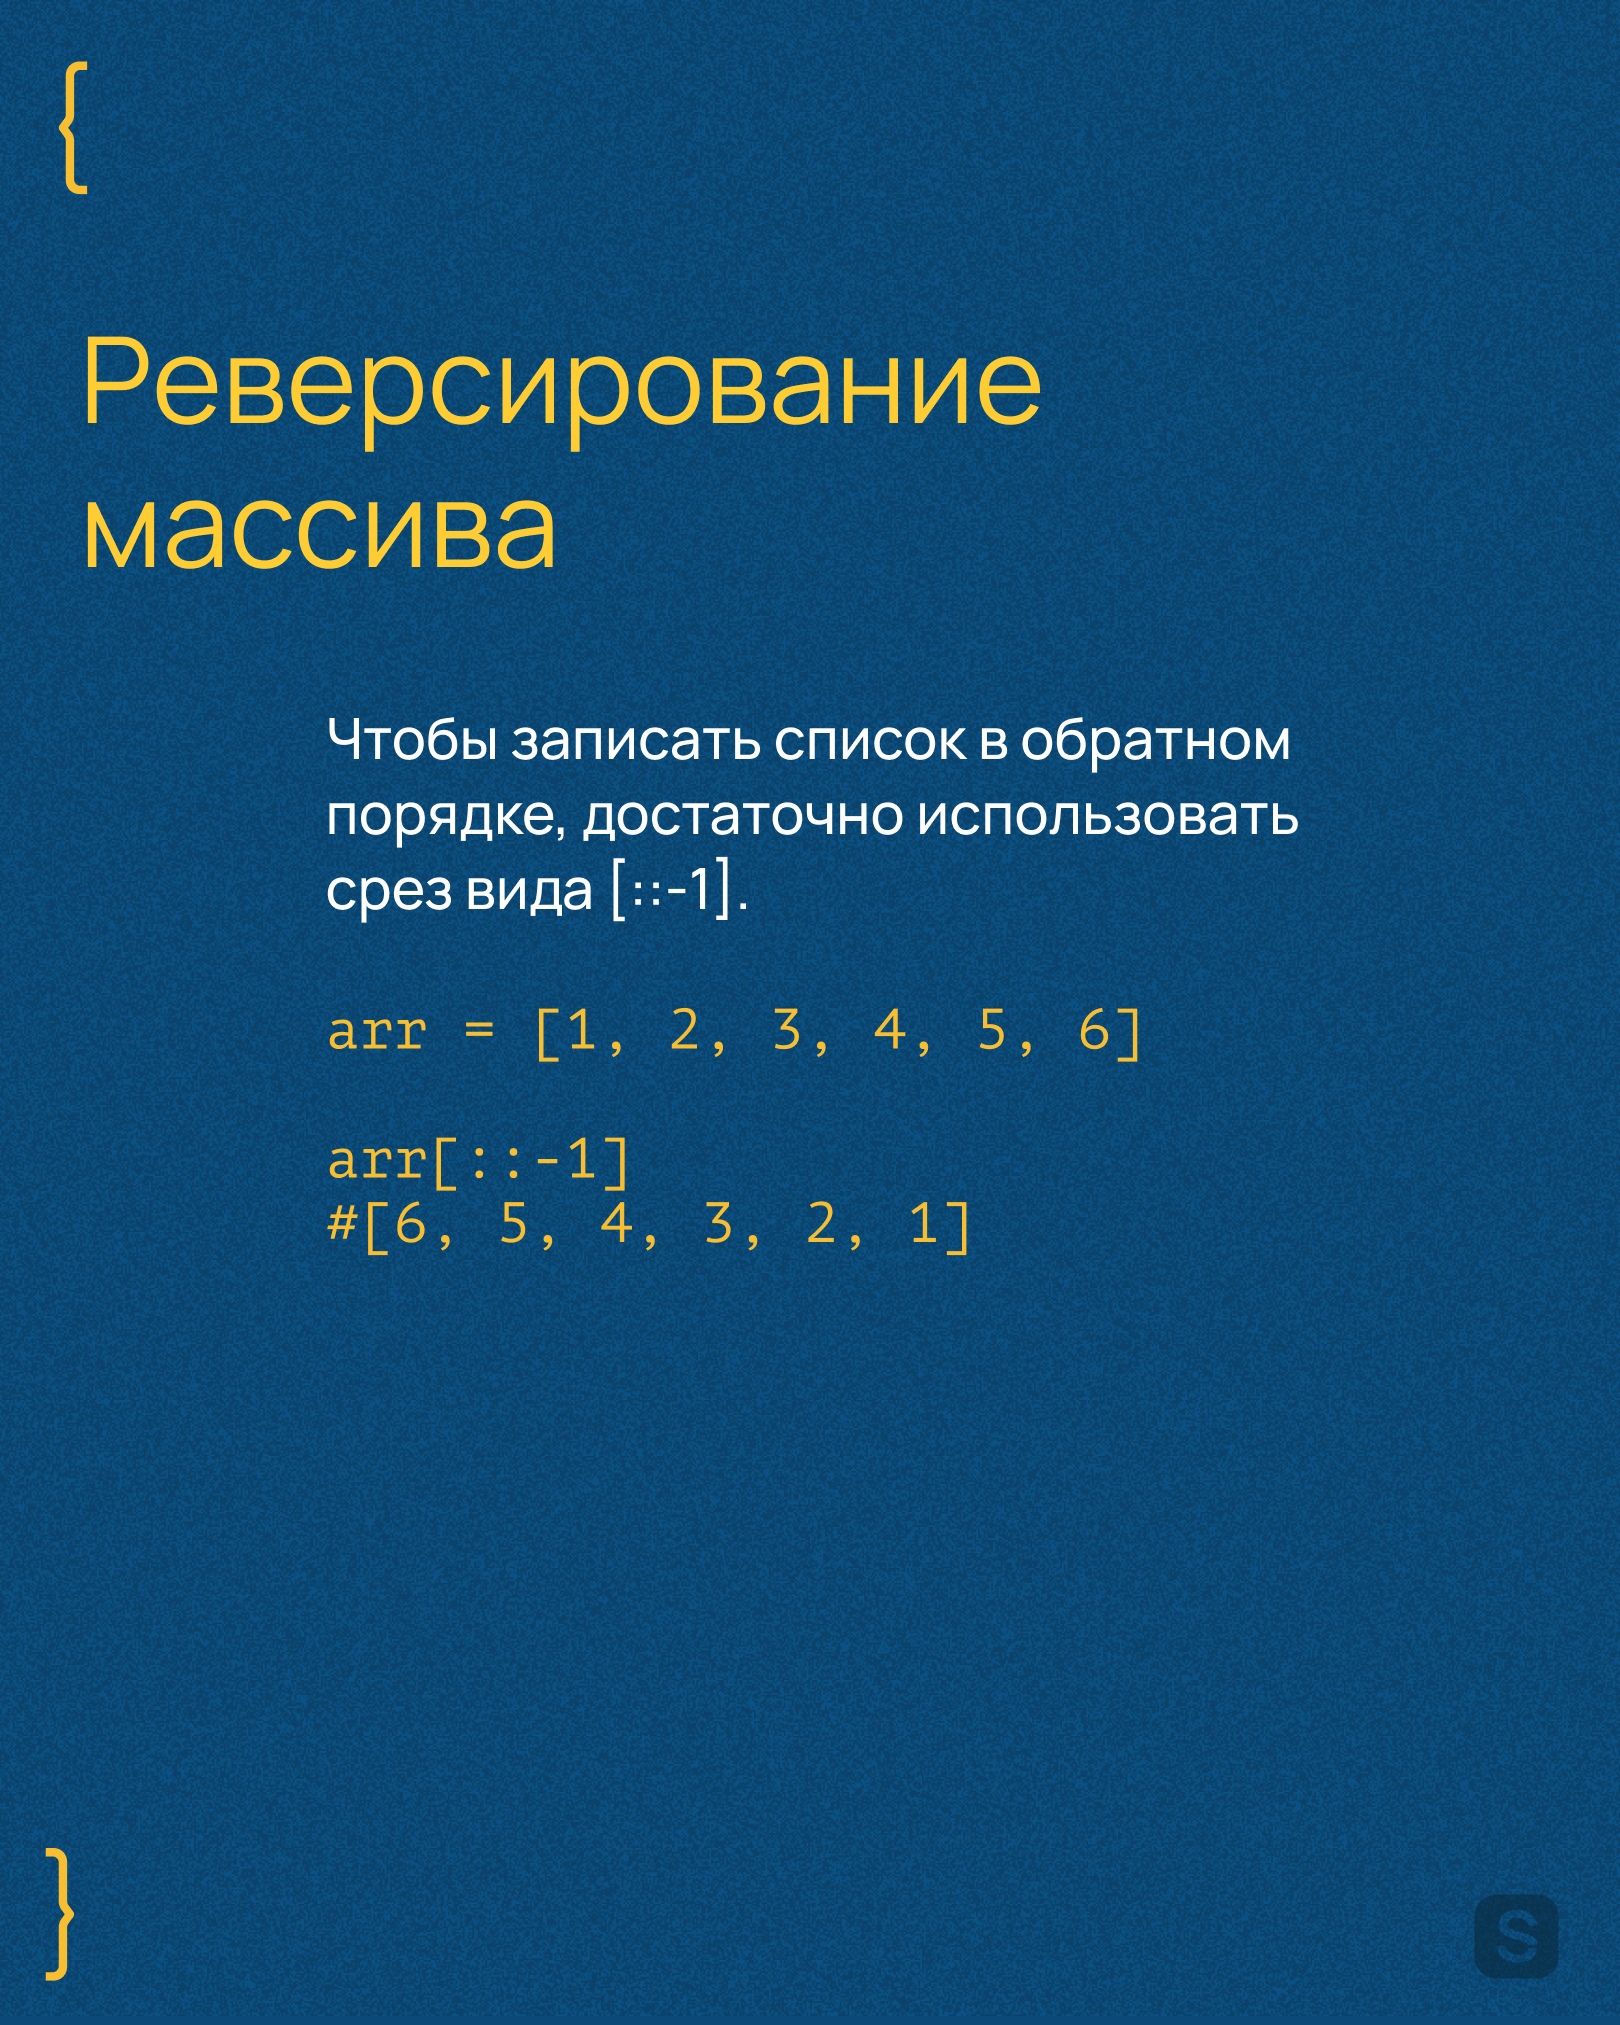 {
Реверсирование
массива
Чтобы записать список в обратном
порядке, достаточно использовать
срез вида [::-1].
arr = [1, 2, 3, 4, 5, 6]
arr[::-1]
#[6, 5, 4, 3, 2, 1]
}
S